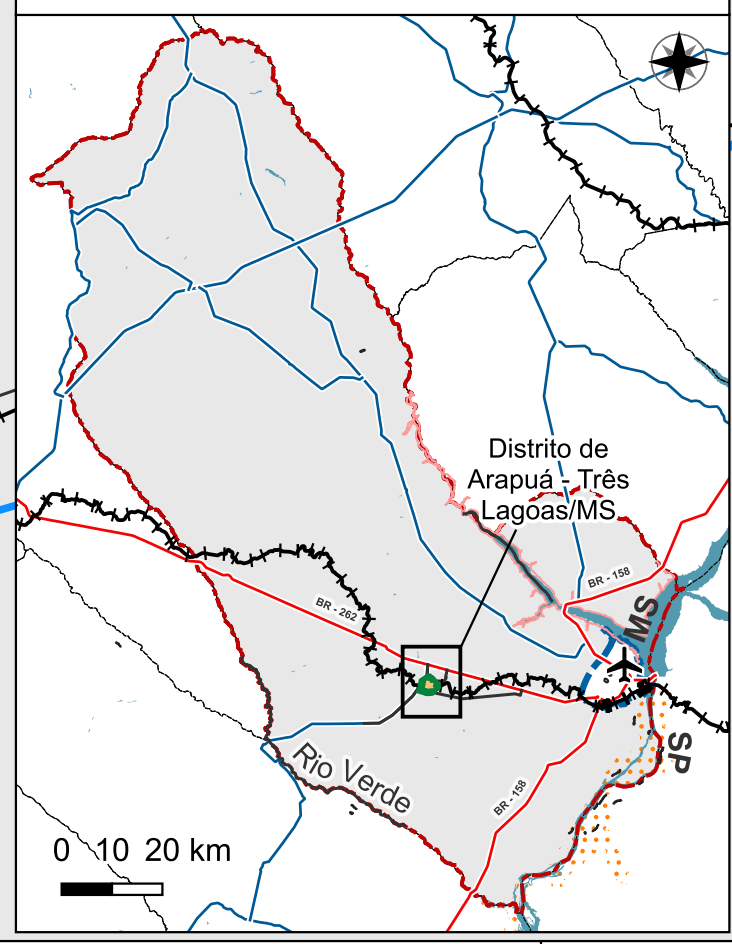 Distrito de
Arapuá - Três
Lagoas/MS
BR - 158
MS
BR - 262
SP
Rio Verde
BR - 158
0 10 20 km